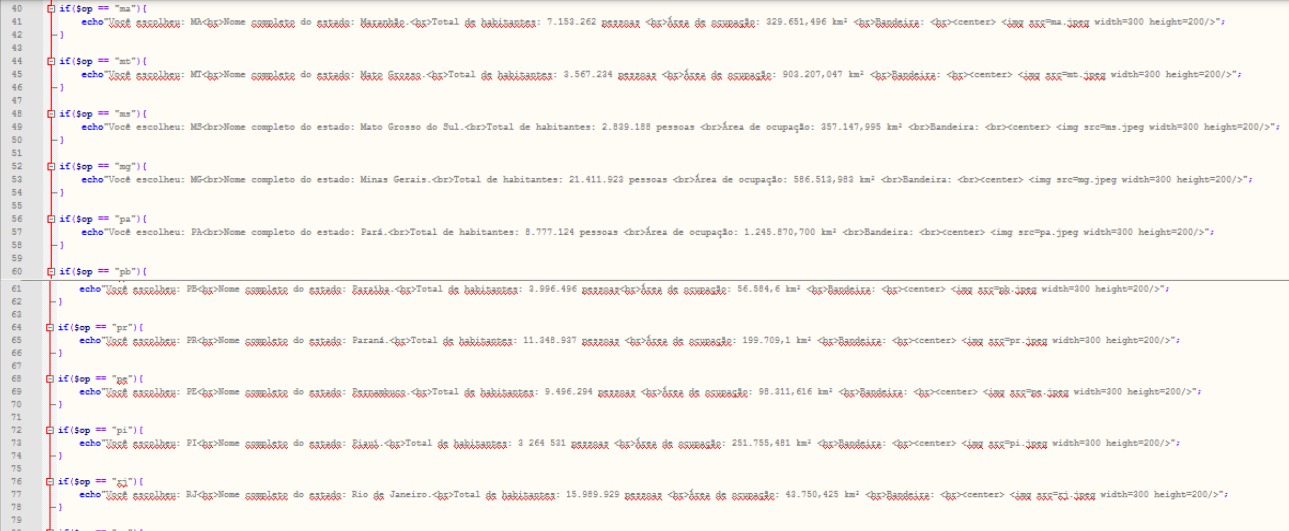 40 if($op == "ma"){
41 echo"Você escolheu: MA<br>Nome completo do estado: Maranhão.<br>Total de habitantes: 7.153.262 pessoas <br>Área de ocupação: 329.651,496 km² <br>Bandeira: <br><center> <img src=ma.jpeg width=300 height=200/>";
42 }
43
44 if($op == "mt"){
45 echo"Você escolheu: MT<br>Nome completo do estado: Mato Grosso.<br>Total de habitantes: 3.567.234 pessoas <br>Área de ocupação: 903.207,047 km² <br>Bandeira: <br><center> <img src=mt.jpeg width=300 height=200/>";
46 }
47
48 if($op == "ms"){
49 echo"Você escolheu: MS<br>Nome completo do estado: Mato Grosso do Sul.<br>Total de habitantes: 2.839.188 pessoas <br>Área de ocupação: 357.147,995 km² <br>Bandeira: <br><center> <img src=ms.jpeg width=300 height=200/>";
50 }
51
52 if($op == "mg"){
53 echo"Você escolheu: MG<br>Nome completo do estado: Minas Gerais.<br>Total de habitantes: 21.411.923 pessoas <br>Área de ocupação: 586.513,983 km² <br>Bandeira: <br><center> <img src=mg.jpeg width=300 height=200/>";
54 }
55
56 if($op == "pa"){
57 echo"Você escolheu: PA<br>Nome completo do estado: Pará.<br>Total de habitantes: 8.777.124 pessoas <br>Área de ocupação: 1.245.870,700 km² <br>Bandeira: <br><center> <img src=pa.jpeg width=300 height=200/>";
58 }
59
60 if($op == "pb"){
61 echo"Você escolheu: PB<br>Nome completo do estado: Paraíba.<br>Total de habitantes: 3.996.496 pessoas<br>Área de ocupação: 56.584,6 km² <br>Bandeira: <br><center> <img src=pb.jpeg width=300 height=200/>";
62 }
63
64 if($op == "pr"){
65 echo"Você escolheu: PR<br>Nome completo do estado: Paraná.<br>Total de habitantes: 11.348.937 pessoas <br>Área de ocupação: 199.709,1 km² <br>Bandeira: <br><center> <img src=pr.jpeg width=300 height=200/>";
66 }
67
68 if($op == "pe"){
69 echo"Você escolheu: PE<br>Nome completo do estado: Pernambuco.<br>Total de habitantes: 9.496.294 pessoas <br>Área de ocupação: 98.311,616 km² <br>Bandeira: <br><center> <img src=pe.jpeg width=300 height=200/>";
70 }
71
72 if($op == "pi"){
73 echo"Você escolheu: PI<br>Nome completo do estado: Piauí.<br>Total de habitantes: 3 264 531 pessoas <br>Área de ocupação: 251.755,481 km² <br>Bandeira: <br><center> <img src=pi.jpeg width=300 height=200/>";
74 }
75
76 if($op == "rj"){
77 echo"Você escolheu: RJ<br>Nome completo do estado: Rio de Janeiro.<br>Total de habitantes: 15.989.929 pessoas <br>Área de ocupação: 43.750,425 km² <br>Bandeira: <br><center> <img src=rj.jpeg width=300 height=200/>";
78 }
79